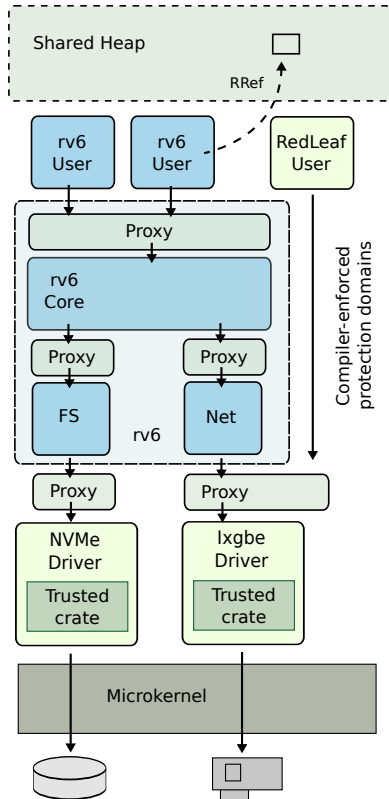 Shared Heap
RRef
rv6
User
rv6
User
RedLeaf
User
Proxy
rv6
Core
Proxy
Proxy
FS
Net
rv6
Compiler-enforced
protection domains
Proxy
Proxy
NVMe
Driver
Ixgbe
Driver
Trusted
crate
Trusted
crate
Microkernel